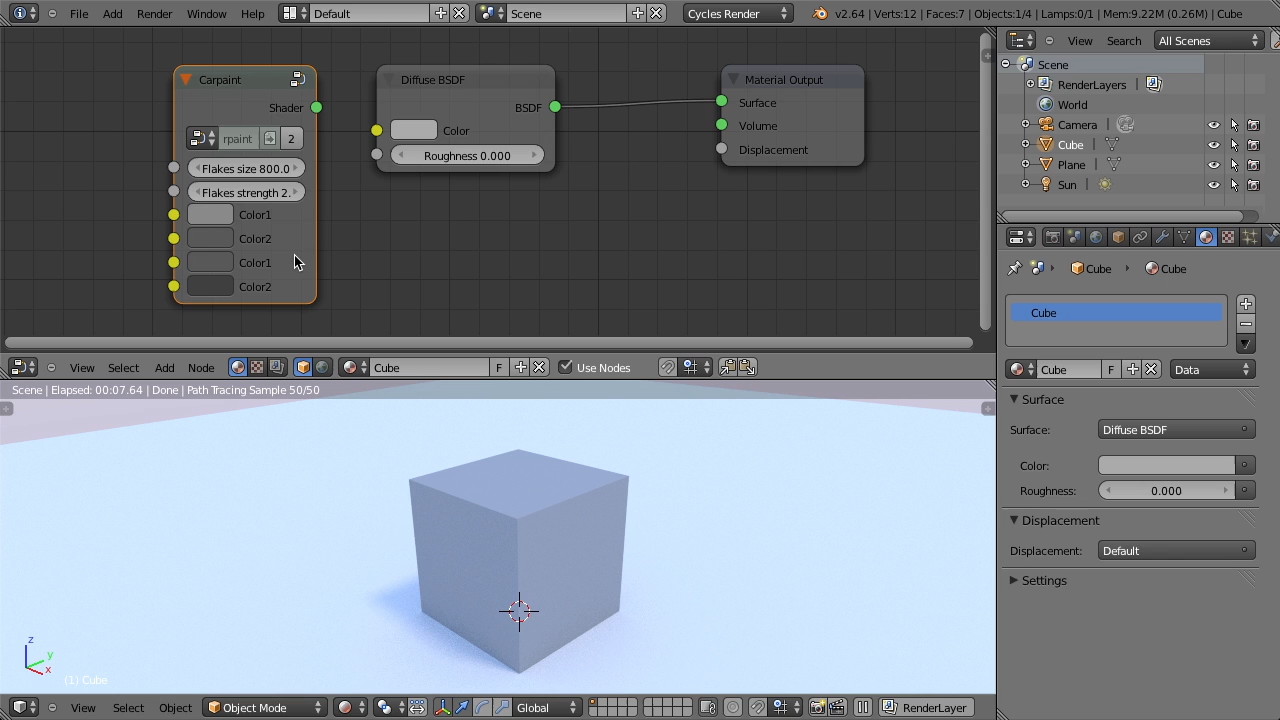 File Add Render Window Help Default Scene Cycles Render v2.64 | Verts:12 | Faces:7 | Objects:1/4 | Lamps:0/1 | Mem:9.22M (0.26M) | Cube
Carpaint
Shader
rpaint 2
Flakes size 800.0
Flakes strength 2.
Color1
Color2
Color1
Color2
Diffuse BSDF
BSDF
Color
Roughness 0.000
Material Output
Surface
Volume
Displacement
View Select Add Node Cube F Use Nodes
Scene | Elapsed: 00:07.64 | Done | Path Tracing Sample 50/50
z
y
x
(1) Cube
View Select Object Object Mode Global RenderLayer
View Search All Scenes
Scene
RenderLayers |
World
Camera |
Cube |
Plane |
Sun |
Cube Cube
Cube
Cube F Data
Surface
Surface: Diffuse BSDF
Color:
Roughness: 0.000
Displacement
Displacement: Default
Settings